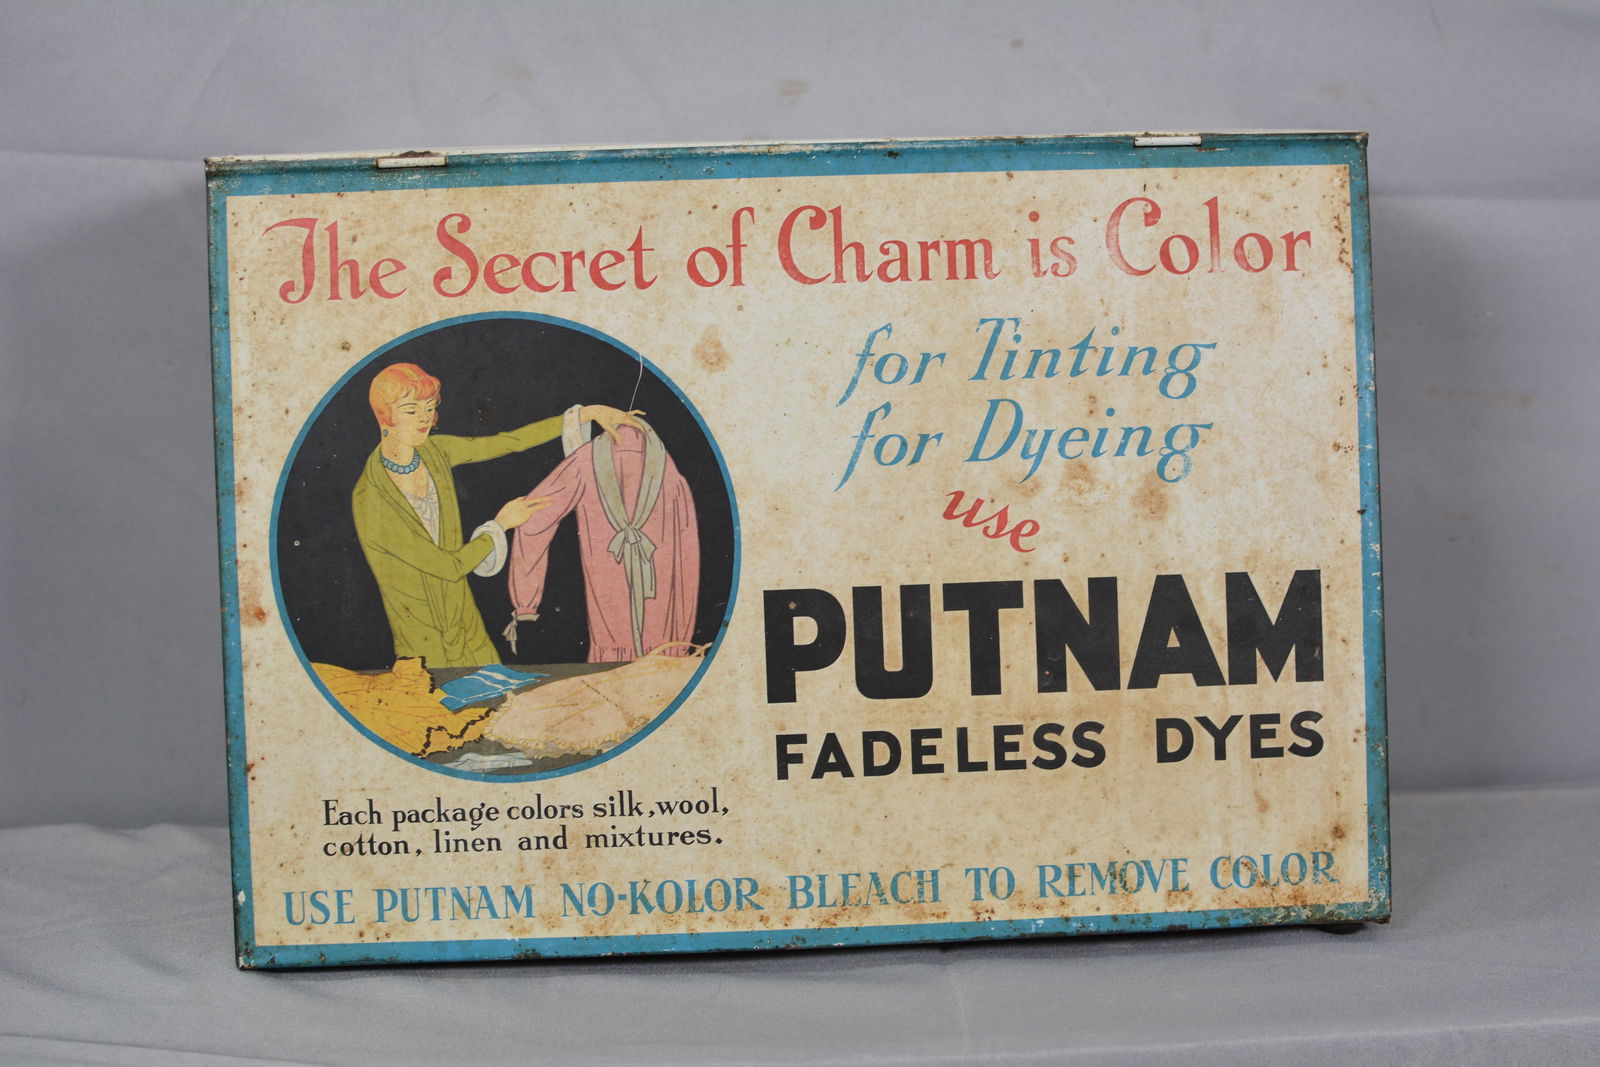 The Secret of Charm is Color
for Tinting
for Dyeing
use
PUTNAM
FADELESS DYES
Each package colors silk, wool,
cotton, linen and mixtures.
USE PUTNAM NO-KOLOR BLEACH TO REMOVE COLOR